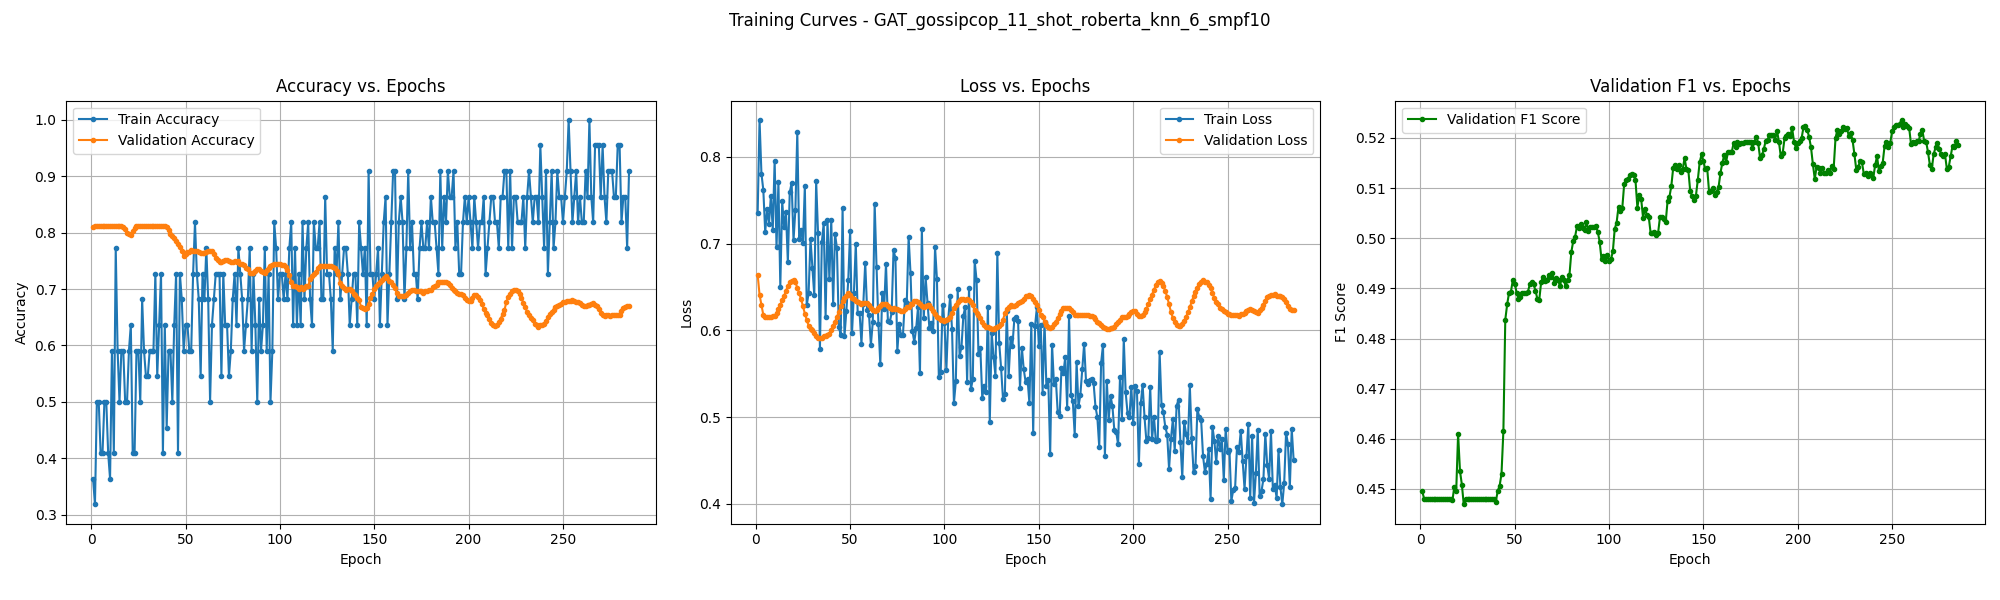 Training Curves - GAT_gossipcop_11_shot_roberta_knn_6_smpf10
Accuracy vs. Epochs
Train Accuracy
Validation Accuracy
Accuracy
1.0
0.9
0.8
0.7
0.6
0.5
0.4
0.3
0 50 100 150 200 250
Epoch
Loss vs. Epochs
Train Loss
Validation Loss
Loss
0.8
0.7
0.6
0.5
0.4
0 50 100 150 200 250
Epoch
Validation F1 vs. Epochs
Validation F1 Score
F1 Score
0.52
0.51
0.50
0.49
0.48
0.47
0.46
0.45
0 50 100 150 200 250
Epoch